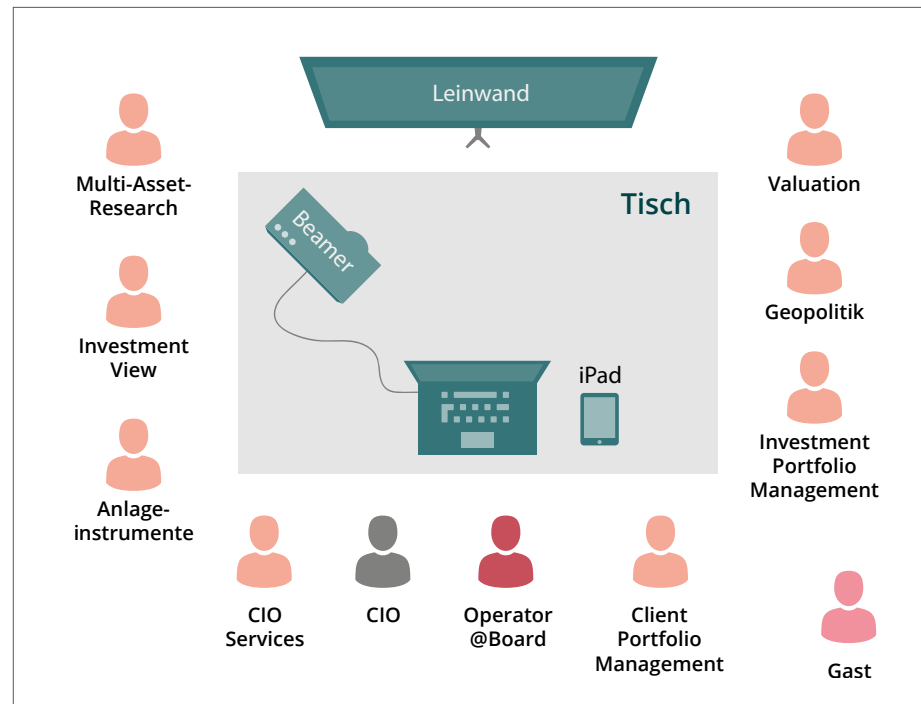 Leinwand
Multi-Asset-
Research
Valuation
Tisch
Beamer
Geopolitik
Investment
View
iPad
Investment
Portfolio
Management
Anlage-
instrumente
CIO
Services
CIO
Operator
@Board
Client
Portfolio
Management
Gast